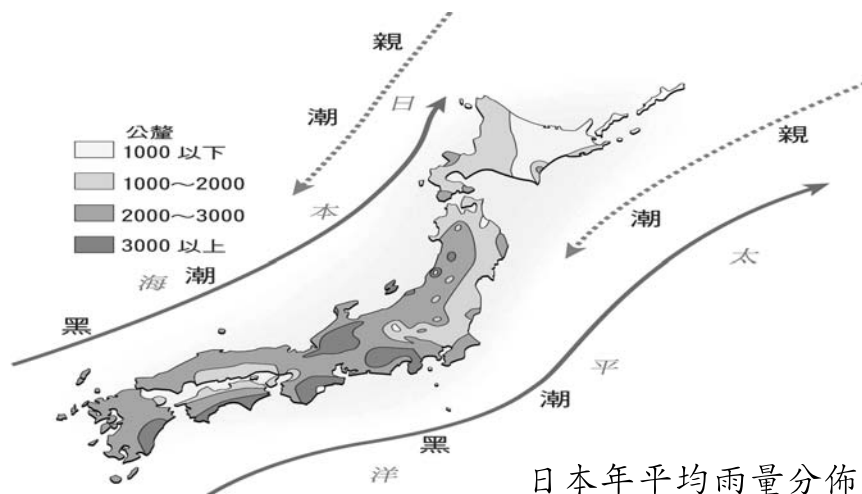 親潮
日本海
黑潮
公釐
1000 以下
1000～2000
2000～3000
3000 以上
親潮
太平洋
黑潮
日本年平均雨量分佈